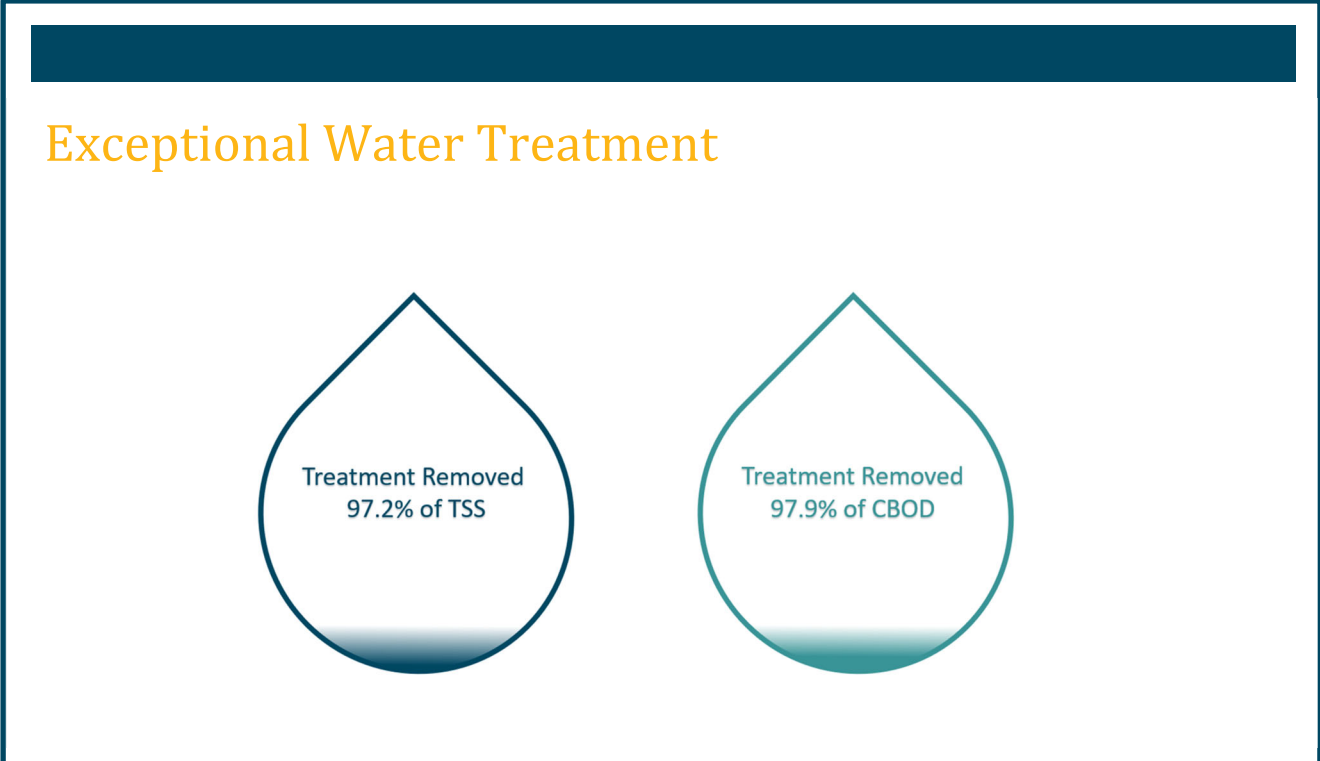 Exceptional Water Treatment
Treatment Removed
97.2% of TSS
Treatment Removed
97.9% of CBOD